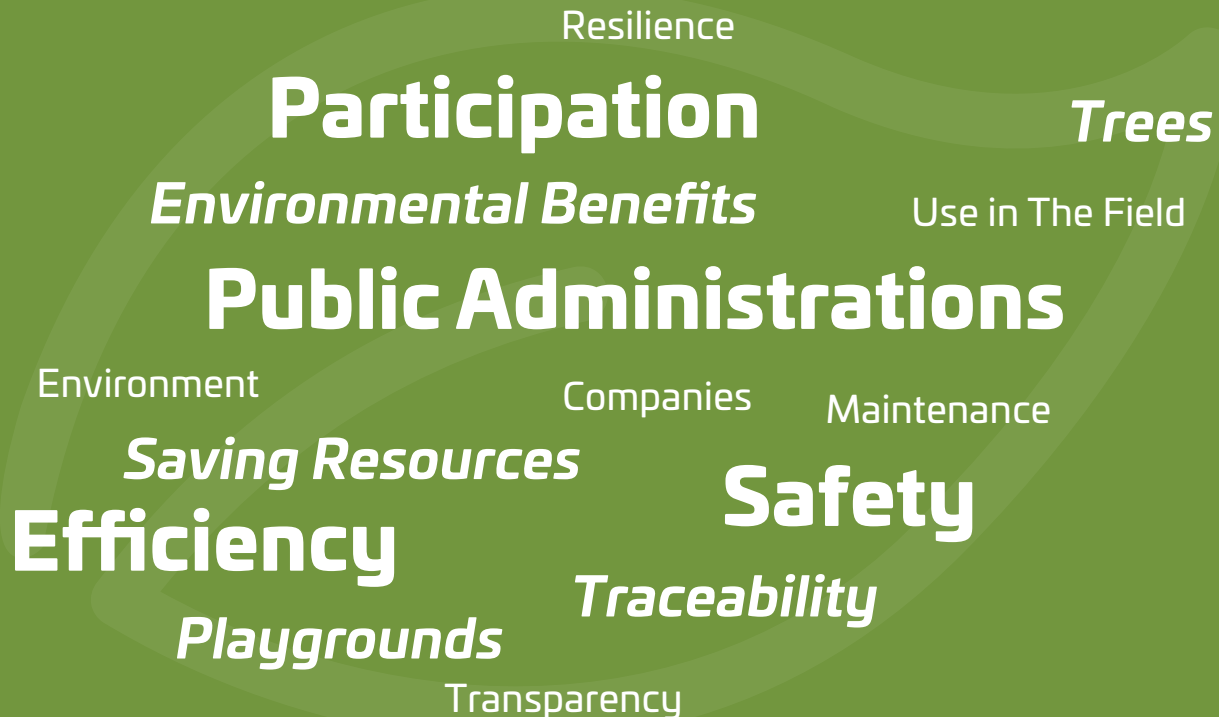 Resilience
Participation
Trees
Environmental Benefits
Use in The Field
Public Administrations
Environment
Companies
Maintenance
Saving Resources
Safety
Efficiency
Traceability
Playgrounds
Transparency